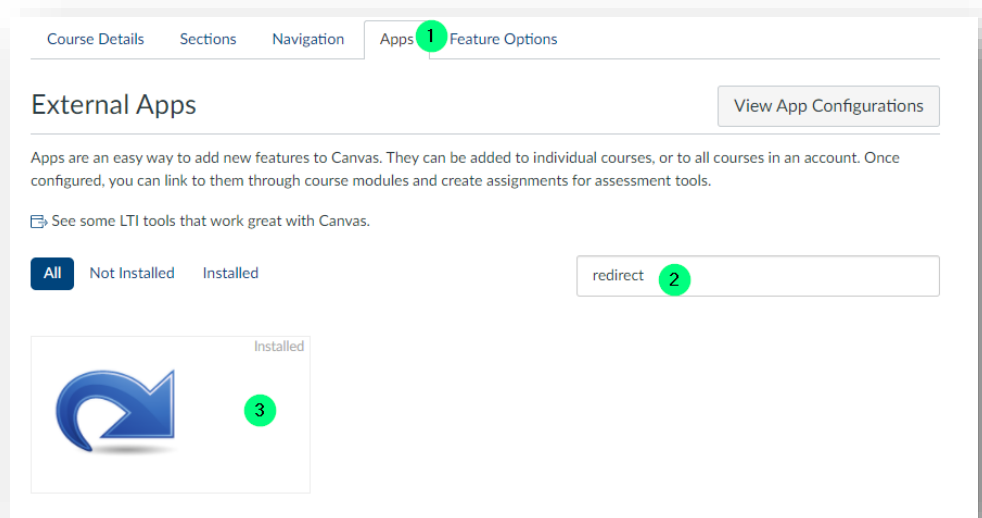 Course Details Sections Navigation Apps 1 Feature Options
External Apps View App Configurations
Apps are an easy way to add new features to Canvas. They can be added to individual courses, or to all courses in an account. Once
configured, you can link to them through course modules and create assignments for assessment tools.
See some LTI tools that work great with Canvas.
All Not Installed Installed redirect 2
Installed
3